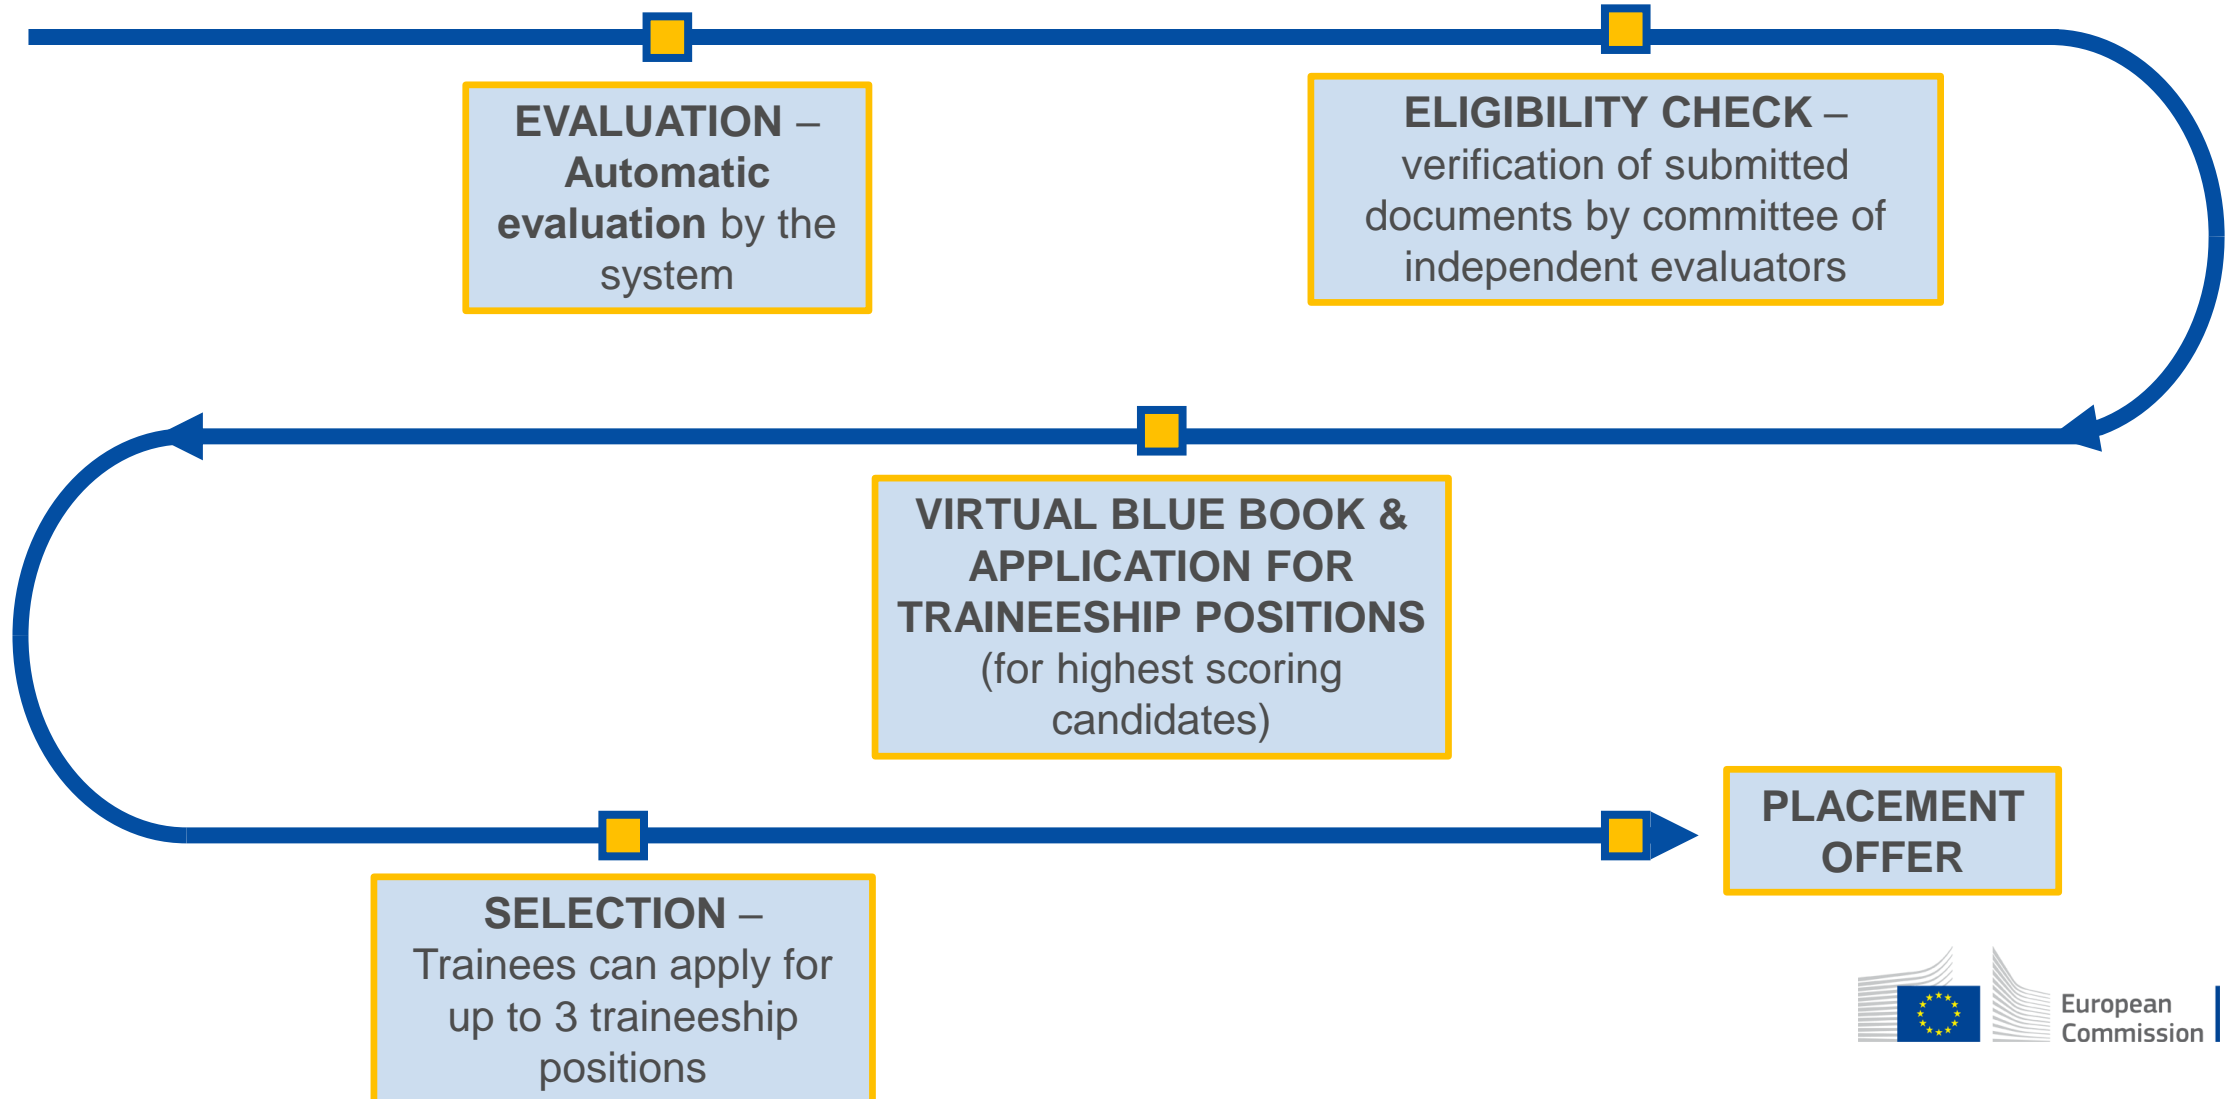 EVALUATION –
Automatic
evaluation by the
system
ELIGIBILITY CHECK –
verification of submitted
documents by committee of
independent evaluators
VIRTUAL BLUE BOOK &
APPLICATION FOR
TRAINEESHIP POSITIONS
(for highest scoring
candidates)
SELECTION –
Trainees can apply for
up to 3 traineeship
positions
PLACEMENT
OFFER
European
Commission